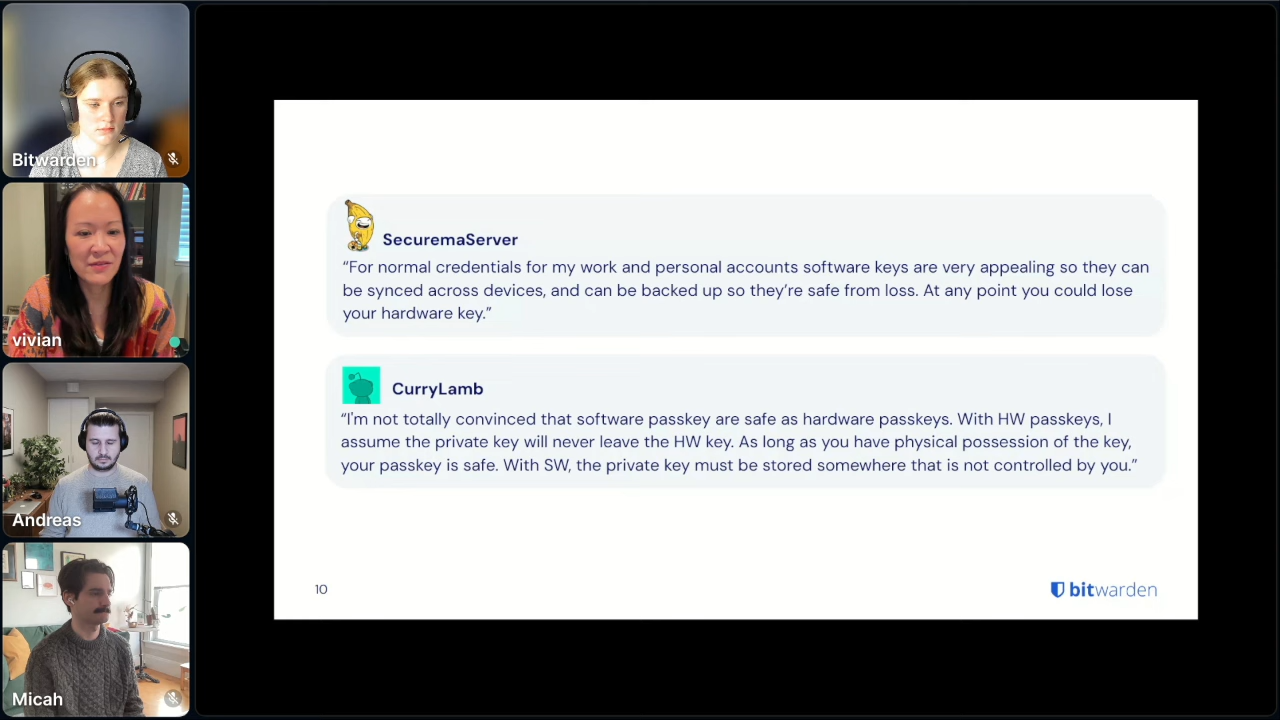 Bitwarden
vivian
Andreas
Micah
SecuremaServer
“For normal credentials for my work and personal accounts software keys are very appealing so they can
be synced across devices, and can be backed up so they’re safe from loss. At any point you could lose
your hardware key.”
CurryLamb
“I'm not totally convinced that software passkey are safe as hardware passkeys. With HW passkeys, I
assume the private key will never leave the HW key. As long as you have physical possession of the key,
your passkey is safe. With SW, the private key must be stored somewhere that is not controlled by you.”
10
bitwarden